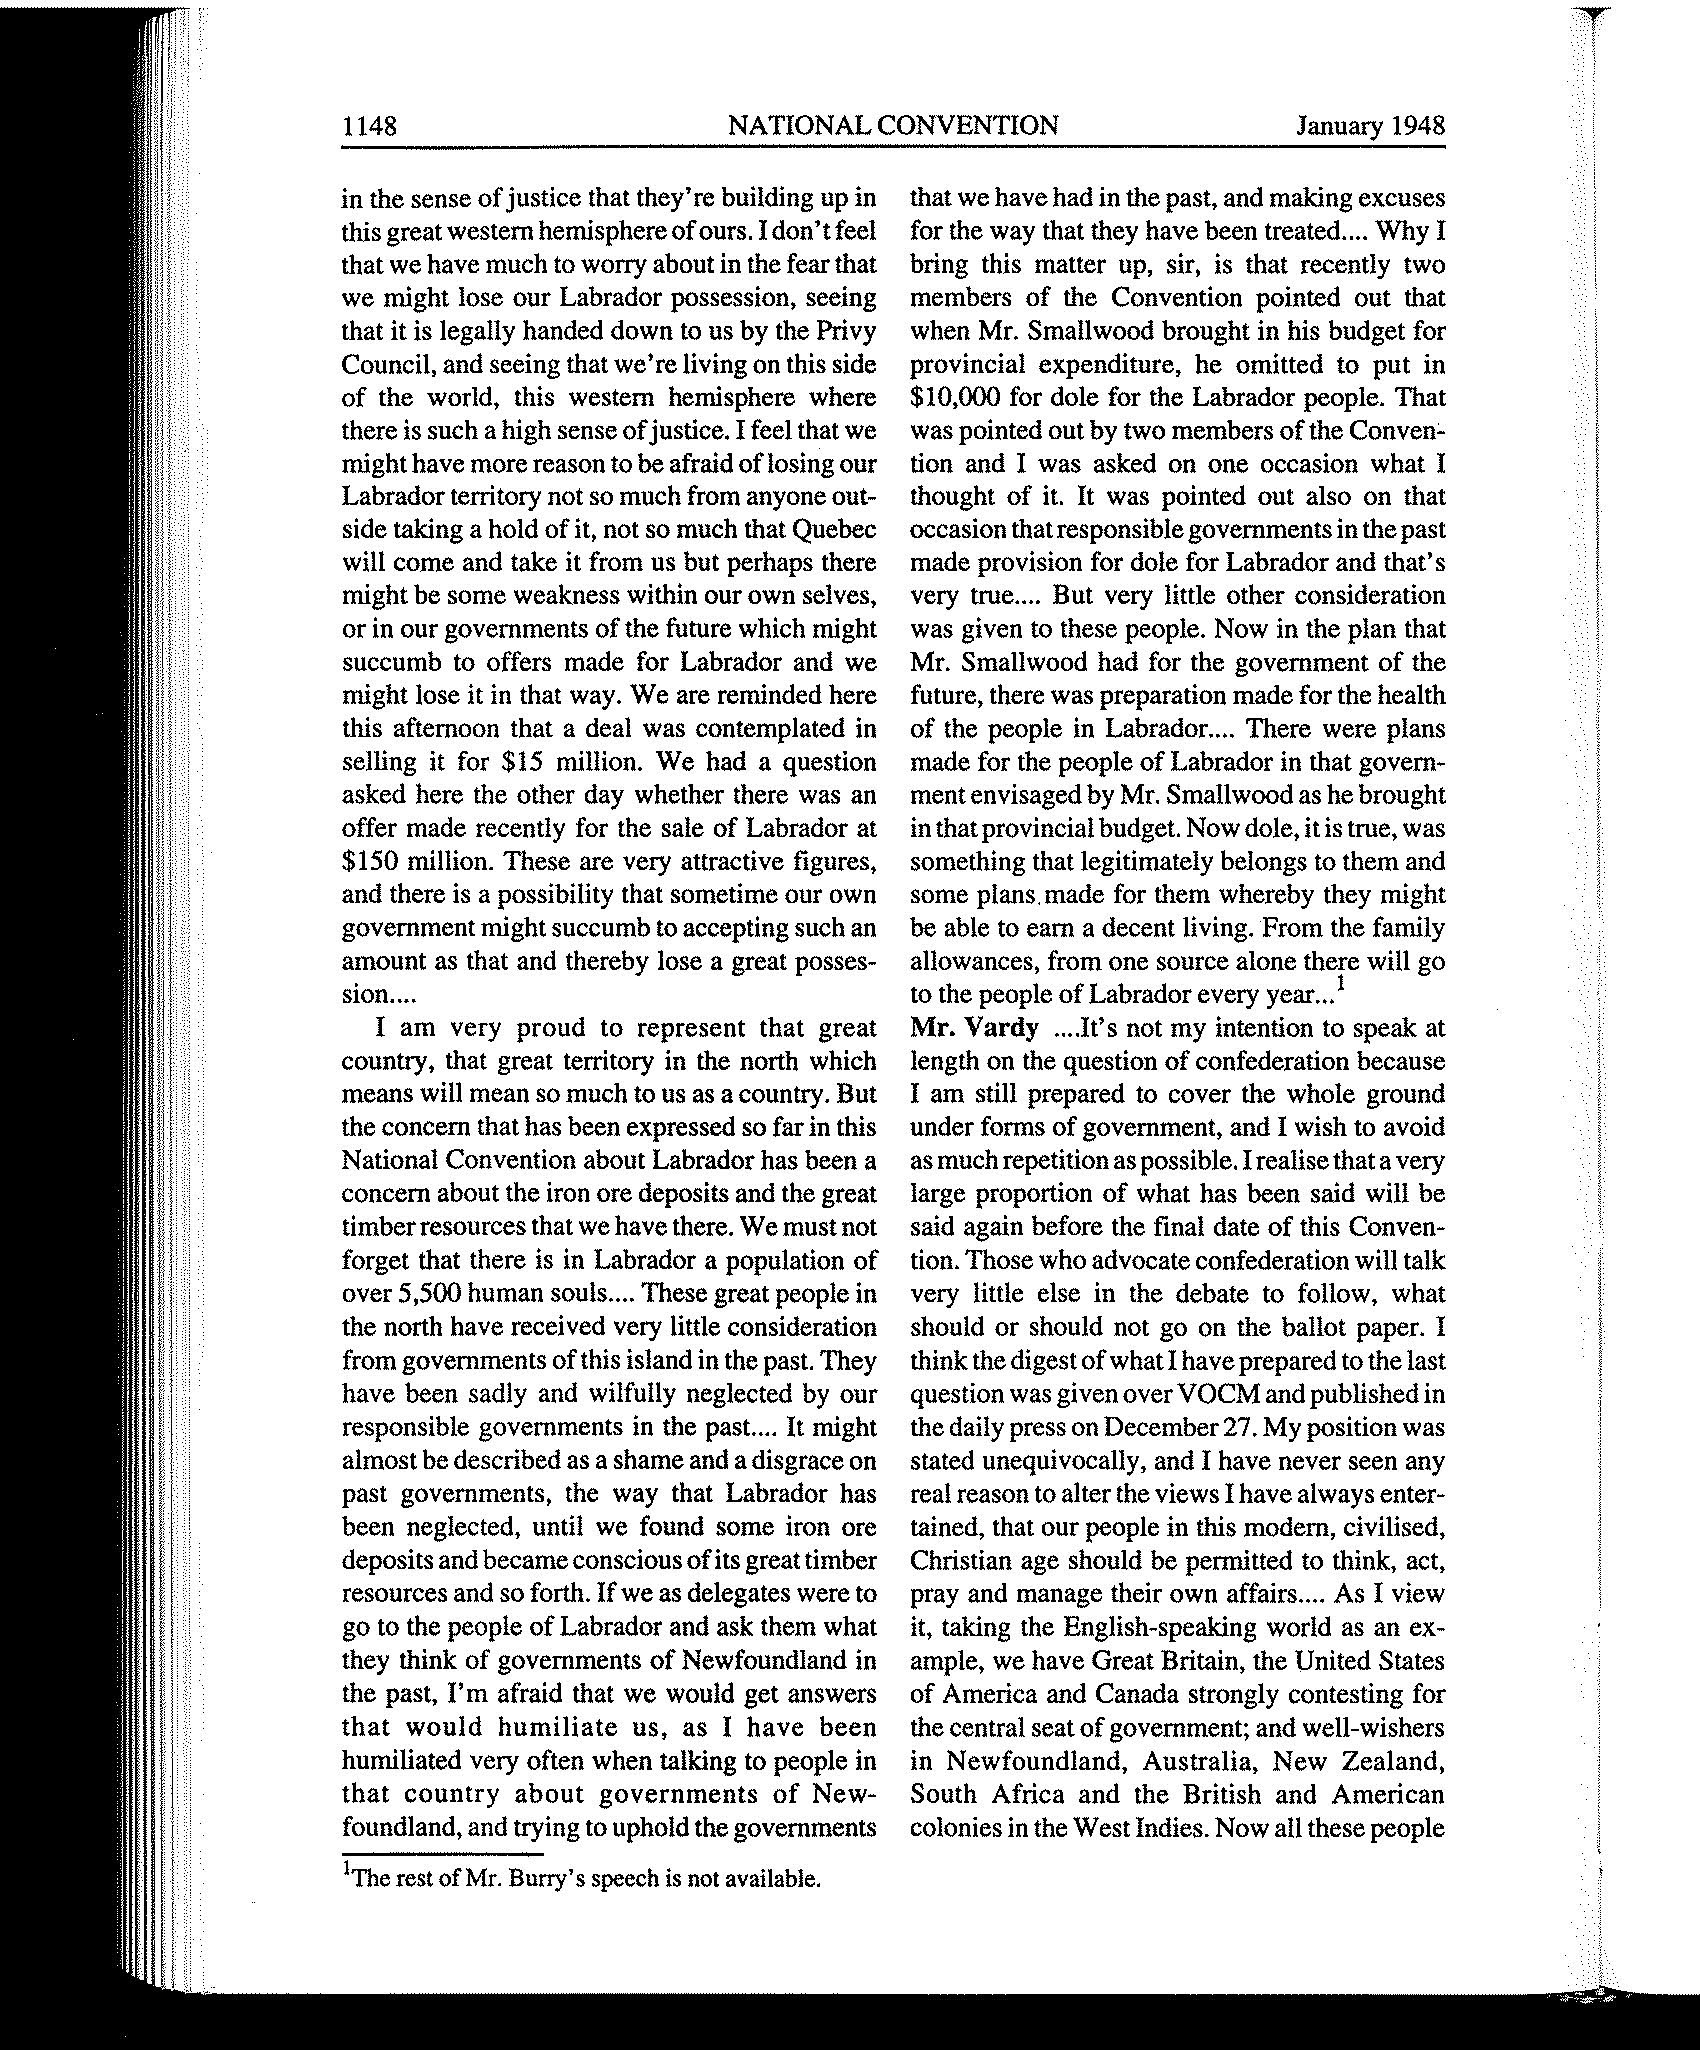 1148 NATIONAL CONVENTION January 1948
in the sense of justice that they're building up in
this great western hemisphere of ours. I don't feel
that we have much to worry about in the fear that
we might lose our Labrador possession, seeing
that it is legally handed down to us by the Privy
Council, and seeing that we're living on this side
of the world, this western hemisphere where
there is such a high sense of justice. I feel that we
might have more reason to be afraid of losing our
Labrador territory not so much from anyone out-
side taking a hold of it, not so much that Quebec
will come and take it from us but perhaps there
might be some weakness within our own selves,
or in our governments of the future which might
succumb to offers made for Labrador and we
might lose it in that way. We are reminded here
this afternoon that a deal was contemplated in
selling it for $15 million. We had a question
asked here the other day whether there was an
offer made recently for the sale of Labrador at
$150 million. These are very attractive figures,
and there is a possibility that sometime our own
government might succumb to accepting such an
amount as that and thereby lose a great posses-
sion....
I am very proud to represent that great
country, that great territory in the north which
means will mean so much to us as a country. But
the concern that has been expressed so far in this
National Convention about Labrador has been a
concern about the iron ore deposits and the great
timber resources that we have there. We must not
forget that there is in Labrador a population of
over 5,500 human souls.... These great people in
the north have received very little consideration
from governments of this island in the past. They
have been sadly and wilfully neglected by our
responsible governments in the past.... It might
almost be described as a shame and a disgrace on
past governments, the way that Labrador has
been neglected, until we found some iron ore
deposits and became conscious of its great timber
resources and so forth. If we as delegates were to
go to the people of Labrador and ask them what
they think of governments of Newfoundland in
the past, I'm afraid that we would get answers
that would humiliate us, as I have been
humiliated very often when talking to people in
that country about governments of New-
foundland, and trying to uphold the governments
that we have had in the past, and making excuses
for the way that they have been treated.... Why I
bring this matter up, sir, is that recently two
members of the Convention pointed out that
when Mr. Smallwood brought in his budget for
provincial expenditure, he omitted to put in
$10,000 for dole for the Labrador people. That
was pointed out by two members of the Conven-
tion and I was asked on one occasion what I
thought of it. It was pointed out also on that
occasion that responsible governments in the past
made provision for dole for Labrador and that's
very true.... But very little other consideration
was given to these people. Now in the plan that
Mr. Smallwood had for the government of the
future, there was preparation made for the health
of the people in Labrador.... There were plans
made for the people of Labrador in that govern-
ment envisaged by Mr. Smallwood as he brought
in that provincial budget. Now dole, it is true, was
something that legitimately belongs to them and
some plans made for them whereby they might
be able to earn a decent living. From the family
allowances, from one source alone there will go
to the people of Labrador every year...¹
Mr. Vardy ....It's not my intention to speak at
length on the question of confederation because
I am still prepared to cover the whole ground
under forms of government, and I wish to avoid
as much repetition as possible. I realise that a very
large proportion of what has been said will be
said again before the final date of this Conven-
tion. Those who advocate confederation will talk
very little else in the debate to follow, what
should or should not go on the ballot paper. I
think the digest of what I have prepared to the last
question was given over VOCM and published in
the daily press on December 27. My position was
stated unequivocally, and I have never seen any
real reason to alter the views I have always enter-
tained, that our people in this modern, civilised,
Christian age should be permitted to think, act,
pray and manage their own affairs.... As I view
it, taking the English-speaking world as an ex-
ample, we have Great Britain, the United States
of America and Canada strongly contesting for
the central seat of government; and well-wishers
in Newfoundland, Australia, New Zealand,
South Africa and the British and American
colonies in the West Indies. Now all these people
¹The rest of Mr. Burry's speech is not available.